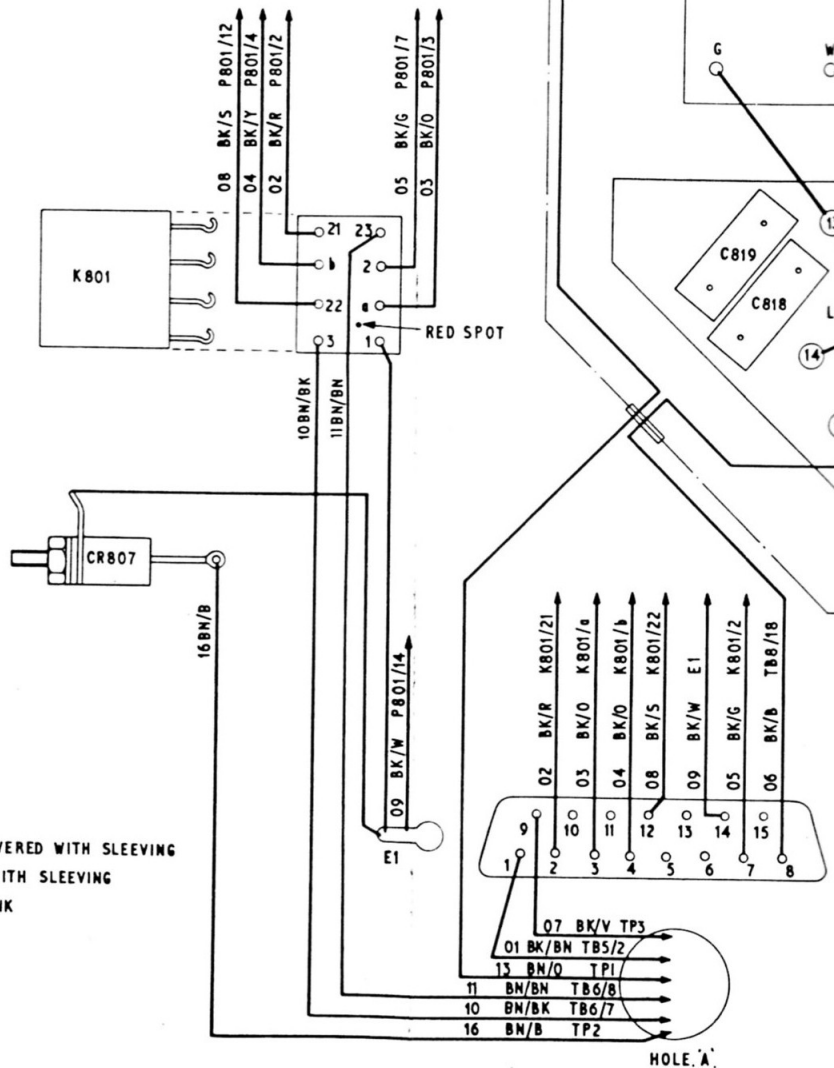 08 BK/S P801/12
04 BK/Y P801/4
02 BK/R P801/2
05 BK/G P801/7
03 BK/O P801/3
G
K801
21
23
b
2
22
a
3
1
RED SPOT
C819
C818
14
10BN/BK
11BN/BN
CR807
16BN/B
09 BK/W P801/14
E1
02 BK/R K801/21
03 BK/O K801/a
04 BK/O K801/b
08 BK/S K801/22
09 BK/W E1
05 BK/G K801/2
06 BK/B TB8/18
9
10
11
12
13
14
15
1
2
3
4
5
6
7
8
VERED WITH SLEEVING
ITH SLEEVING
NK
07 BK/V TP3
01 BK/BN TB5/2
13 BN/O TP1
11 BN/BN TB6/8
10 BN/BK TB6/7
16 BN/B TP2
HOLE 'A'.